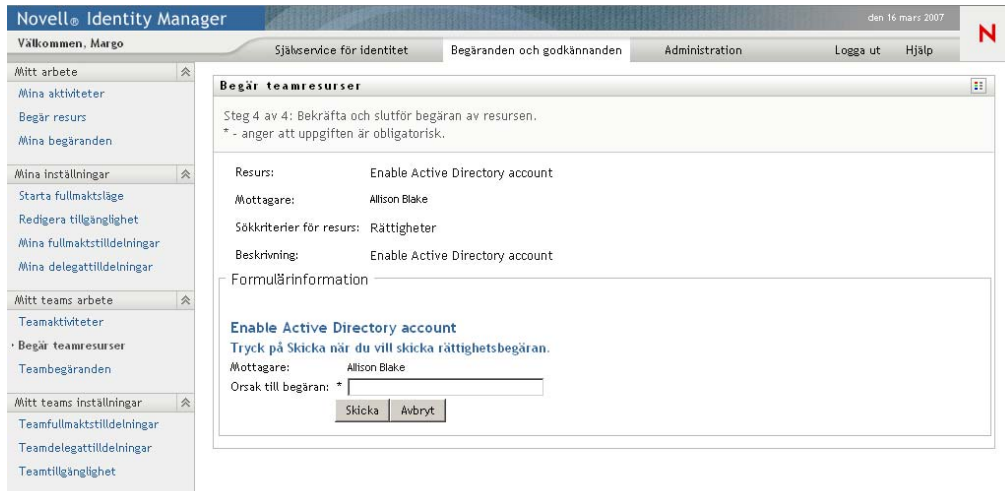 Novell® Identity Manager
den 16 mars 2007
N
Välkommen, Margo
Självservice för identitet Begäranden och godkännanden Administration Logga ut Hjälp
Mitt arbete
Mina aktiviteter
Begär resurs
Mina begäranden
Mina inställningar
Starta fullmaktsläge
Redigera tillgänglighet
Mina fullmaktstilldelningar
Mina delegattilldelningar
Mitt teams arbete
Teamaktiviteter
Begär teamresurser
Teambegäranden
Mitt teams inställningar
Teamfullmaktstilldelningar
Teamdelegattilldelningar
Teamtillgänglighet
Begär teamresurser
Steg 4 av 4: Bekräfta och slutför begäran av resursen.
* - anger att uppgiften är obligatorisk.
Resurs: Enable Active Directory account
Mottagare: Allison Blake
Sökkriterier för resurs: Rättigheter
Beskrivning: Enable Active Directory account
Formulärinformation
Enable Active Directory account
Tryck på Skicka när du vill skicka rättighetsbegäran.
Mottagare: Allison Blake
Orsak till begäran: *
Skicka Avbryt